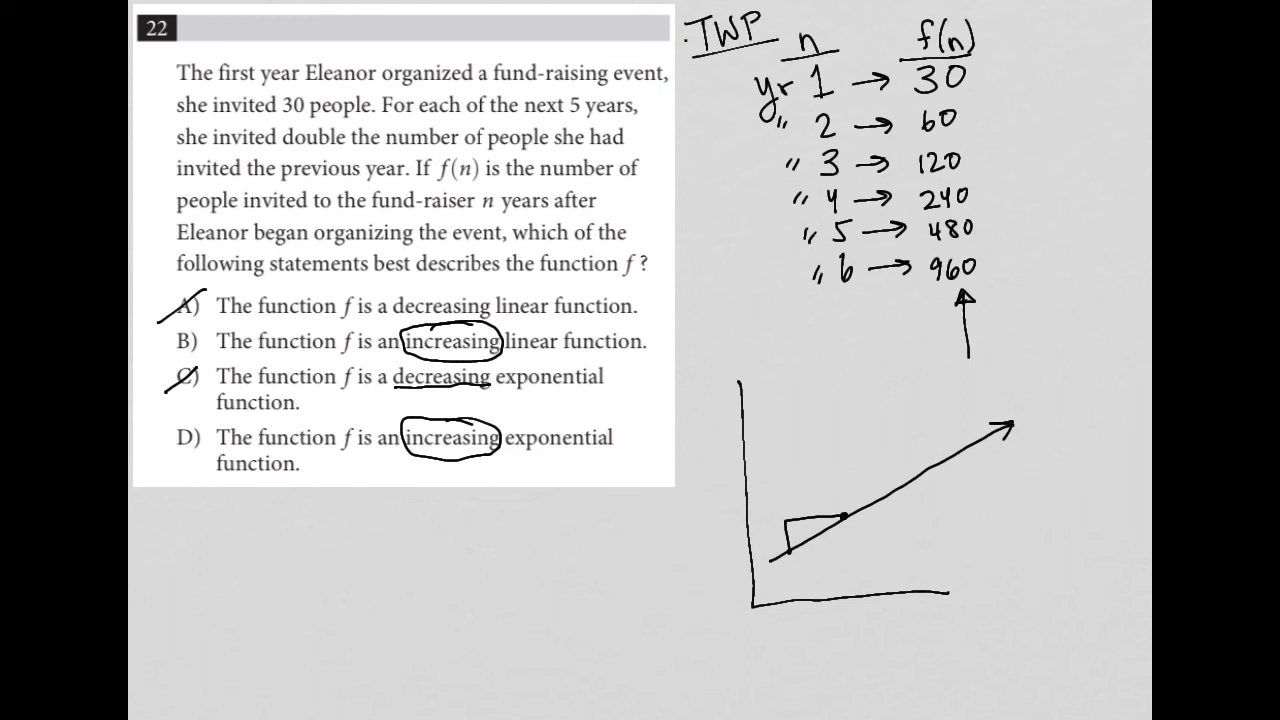 22
The first year Eleanor organized a fund-raising event,
she invited 30 people. For each of the next 5 years,
she invited double the number of people she had
invited the previous year. If f(n) is the number of
people invited to the fund-raiser n years after
Eleanor began organizing the event, which of the
following statements best describes the function f ?
A) The function f is a decreasing linear function.
B) The function f is an increasing linear function.
C) The function f is a decreasing exponential
function.
D) The function f is an increasing exponential
function.
. TWP n f(n)
yr 1 → 30
" 2 → 60
" 3 → 120
" 4 → 240
" 5 → 480
" 6 → 960